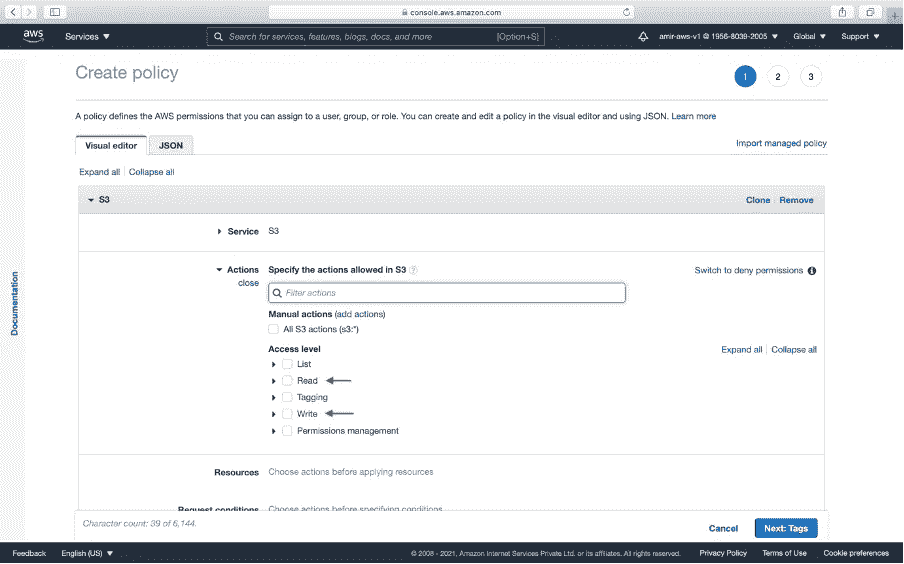 console.aws.amazon.com
aws Services Search for services, features, blogs, docs, and more [Option+S] amir-aws-v1 @ 1956-8039-2005 Global Support
Create policy 1 2 3
A policy defines the AWS permissions that you can assign to a user, group, or role. You can create and edit a policy in the visual editor and using JSON. Learn more
Visual editor JSON Import managed policy
Expand all Collapse all
S3 Clone Remove
Service S3
Actions Specify the actions allowed in S3 ? Switch to deny permissions i
close
Filter actions
Manual actions (add actions)
All S3 actions (s3:*)
Access level Expand all Collapse all
List
Read
Tagging
Write
Permissions management
Resources Choose actions before applying resources
Request conditions Choose actions before specifying conditions
Documentation
Character count: 39 of 6,144.
Cancel Next: Tags
Feedback English (US) © 2008 - 2021, Amazon Internet Services Private Ltd. or its affiliates. All rights reserved. Privacy Policy Terms of Use Cookie preferences